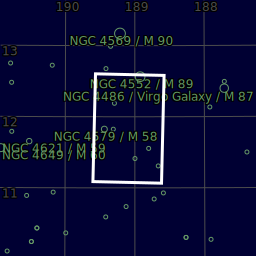 190 189 188
13
NGC 4569 / M 90
NGC 4552 / M 89
NGC 4486 / Virgo Galaxy / M 87
12
NGC 4579 / M 58
NGC 4621 / M 59
NGC 4649 / M 60
11